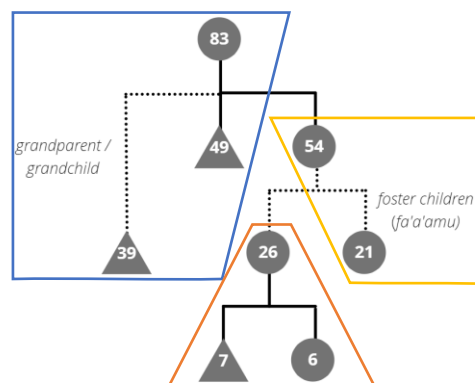 83
49
54
grandparent /
grandchild
foster children
(fa'a'amu)
39
26
21
7
6